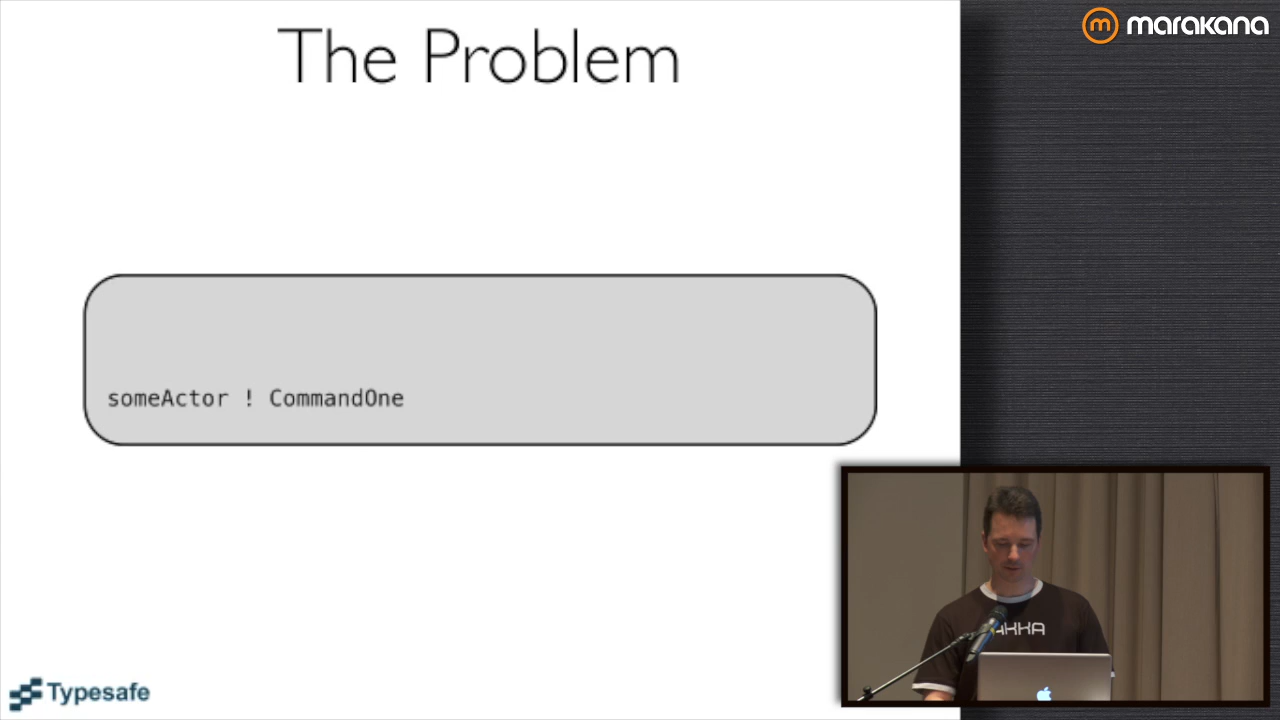 The Problem
marakana
someActor ! CommandOne
AKKA
Typesafe